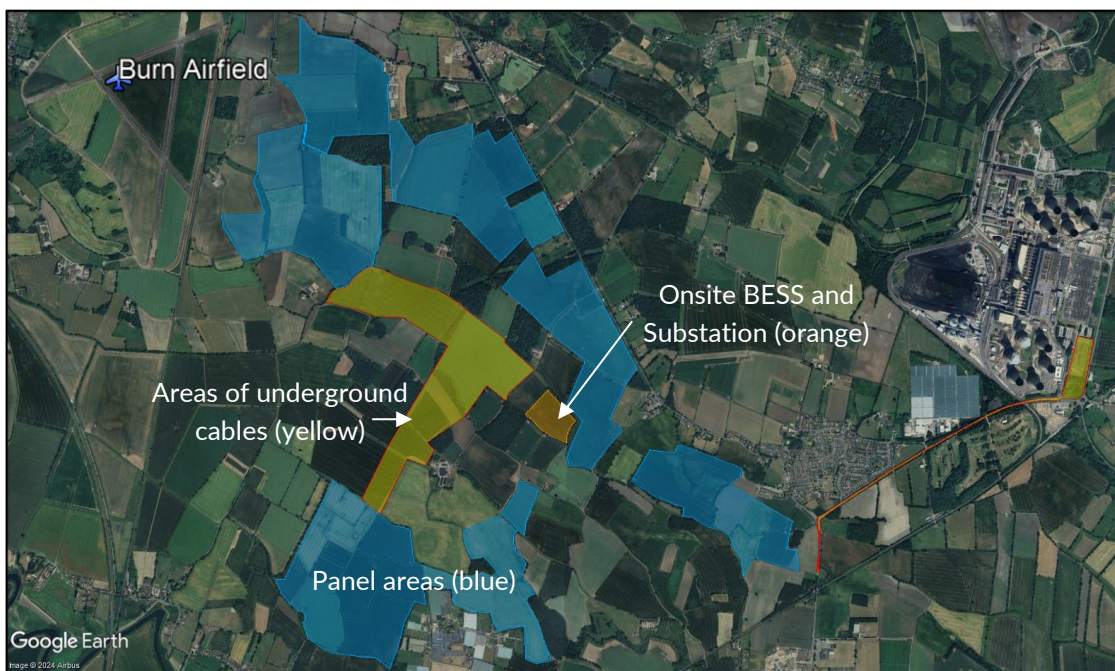 Burn Airfield
Onsite BESS and
Substation (orange)
Areas of underground
cables (yellow)
Panel areas (blue)
Google Earth
Image © 2024 Airbus